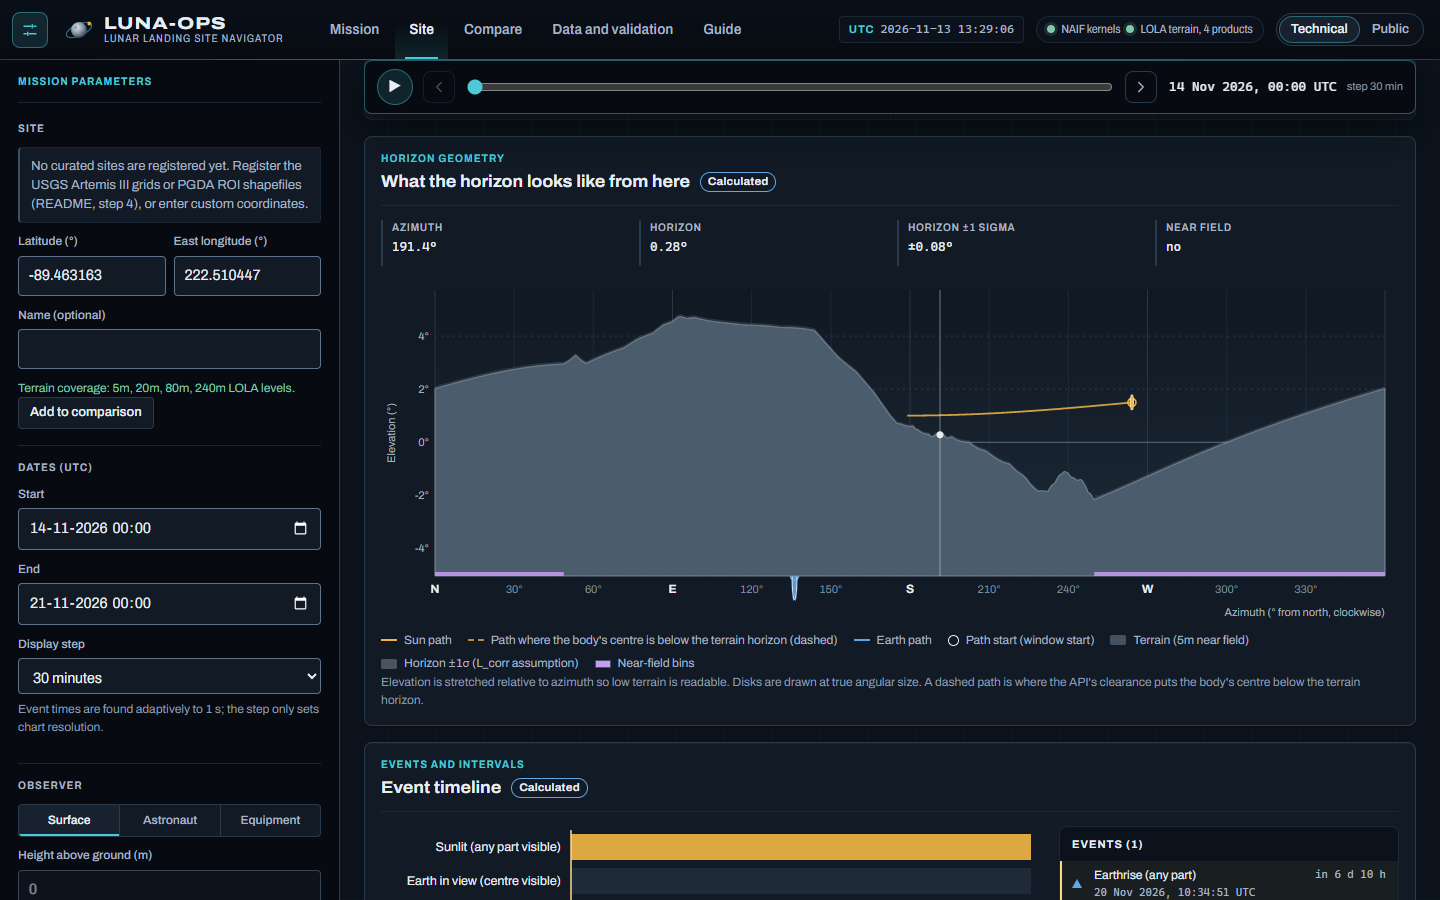 LUNA-OPS
LUNAR LANDING SITE NAVIGATOR
Mission
Site
Compare
Data and validation
Guide
UTC 2026-11-13 13:29:06
NAIF kernels
LOLA terrain, 4 products
Technical
Public
MISSION PARAMETERS
SITE
No curated sites are registered yet. Register the
USGS Artemis III grids or PGDA ROI shapefiles
(README, step 4), or enter custom coordinates.
Latitude (°)
East longitude (°)
-89.463163
222.510447
Name (optional)
Terrain coverage: 5m, 20m, 80m, 240m LOLA levels.
Add to comparison
DATES (UTC)
Start
14-11-2026 00:00
End
21-11-2026 00:00
Display step
30 minutes
Event times are found adaptively to 1 s; the step only sets
chart resolution.
OBSERVER
Surface
Astronaut
Equipment
Height above ground (m)
0
14 Nov 2026, 00:00 UTC
step 30 min
HORIZON GEOMETRY
What the horizon looks like from here
Calculated
AZIMUTH
191.4°
HORIZON
0.28°
HORIZON ±1 SIGMA
±0.08°
NEAR FIELD
no
Elevation (°)
4°
2°
0°
-2°
-4°
N
30°
60°
E
120°
150°
S
210°
240°
W
300°
330°
Azimuth (° from north, clockwise)
Sun path
Path where the body's centre is below the terrain horizon (dashed)
Earth path
Path start (window start)
Terrain (5m near field)
Horizon ±1σ (L_corr assumption)
Near-field bins
Elevation is stretched relative to azimuth so low terrain is readable. Disks are drawn at true angular size. A dashed path is where the API's clearance puts the body's centre below the terrain
horizon.
EVENTS AND INTERVALS
Event timeline
Calculated
Sunlit (any part visible)
Earth in view (centre visible)
EVENTS (1)
Earthrise (any part)
in 6 d 10 h
20 Nov 2026, 10:34:51 UTC